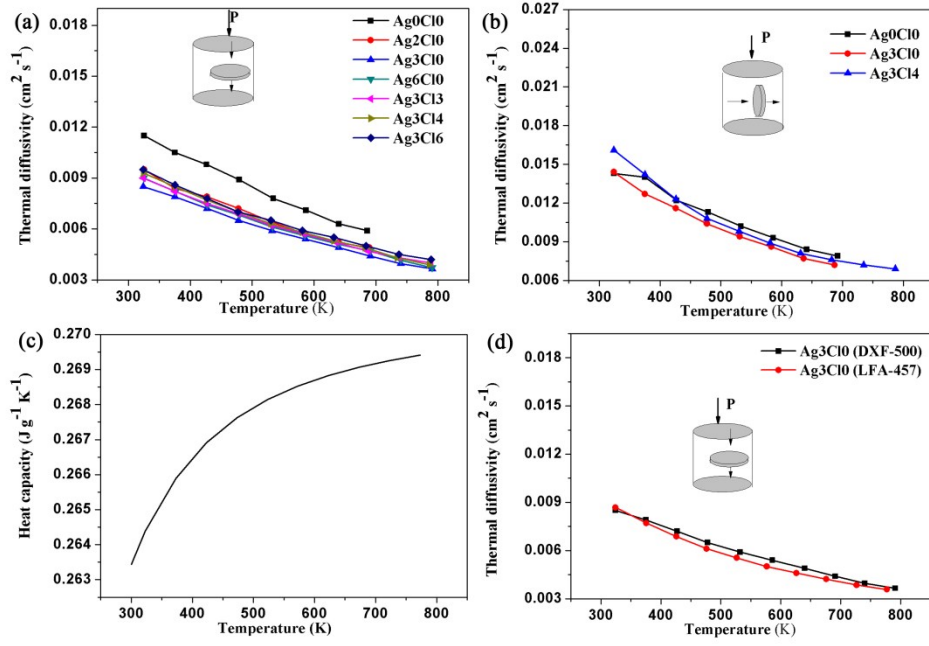 (a)
P
Ag0Cl0
Ag2Cl0
Ag3Cl0
Ag6Cl0
Ag3Cl3
Ag3Cl4
Ag3Cl6
0.018
0.015
0.012
0.009
0.006
0.003
Thermal diffusivity (cm² s⁻¹)
300 400 500 600 700 800
Temperature (K)
(b)
P
Ag0Cl0
Ag3Cl0
Ag3Cl4
0.027
0.024
0.021
0.018
0.015
0.012
0.009
0.006
Thermal diffusivity (cm² s⁻¹)
300 400 500 600 700 800
Temperature (K)
(c)
0.270
0.269
0.268
0.267
0.266
0.265
0.264
0.263
Heat capacity (J g⁻¹ K⁻¹)
300 400 500 600 700 800
Temperature (K)
(d)
Ag3Cl0 (DXF-500)
Ag3Cl0 (LFA-457)
P
0.018
0.015
0.012
0.009
0.006
0.003
Thermal diffusivity (cm² s⁻¹)
300 400 500 600 700 800
Temperature (K)